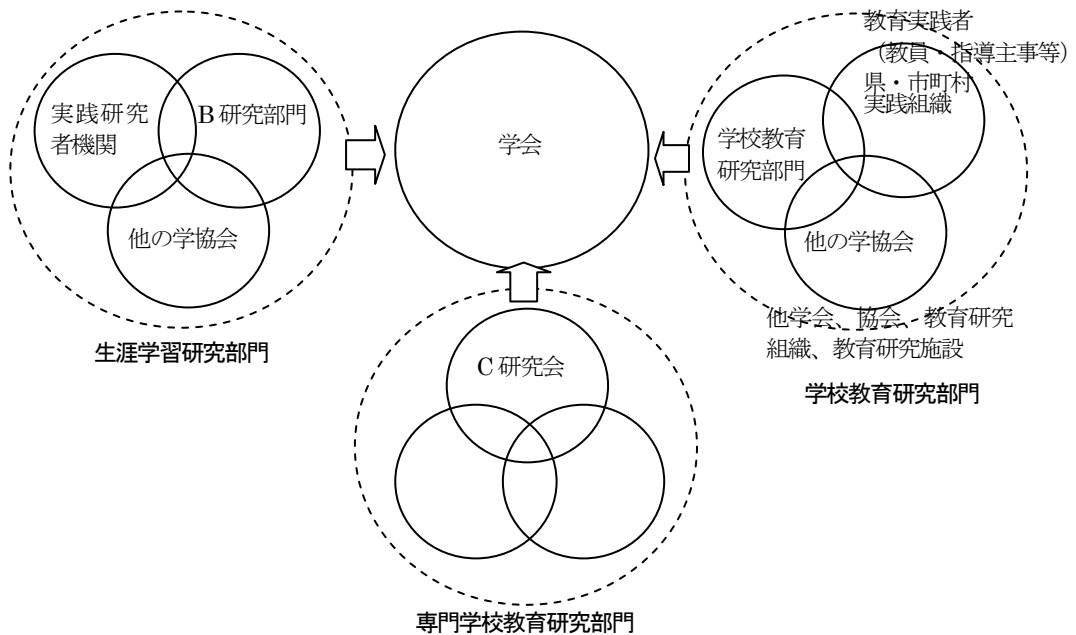 実践研究
者機関
B 研究部門
他の学協会
生涯学習研究部門
学会
教育実践者
（教員・指導主事等）
県・市町村
実践組織
学校教育
研究部門
他の学協会
他学会、協会、教育研究
組織、教育研究施設
学校教育研究部門
C 研究会
専門学校教育研究部門